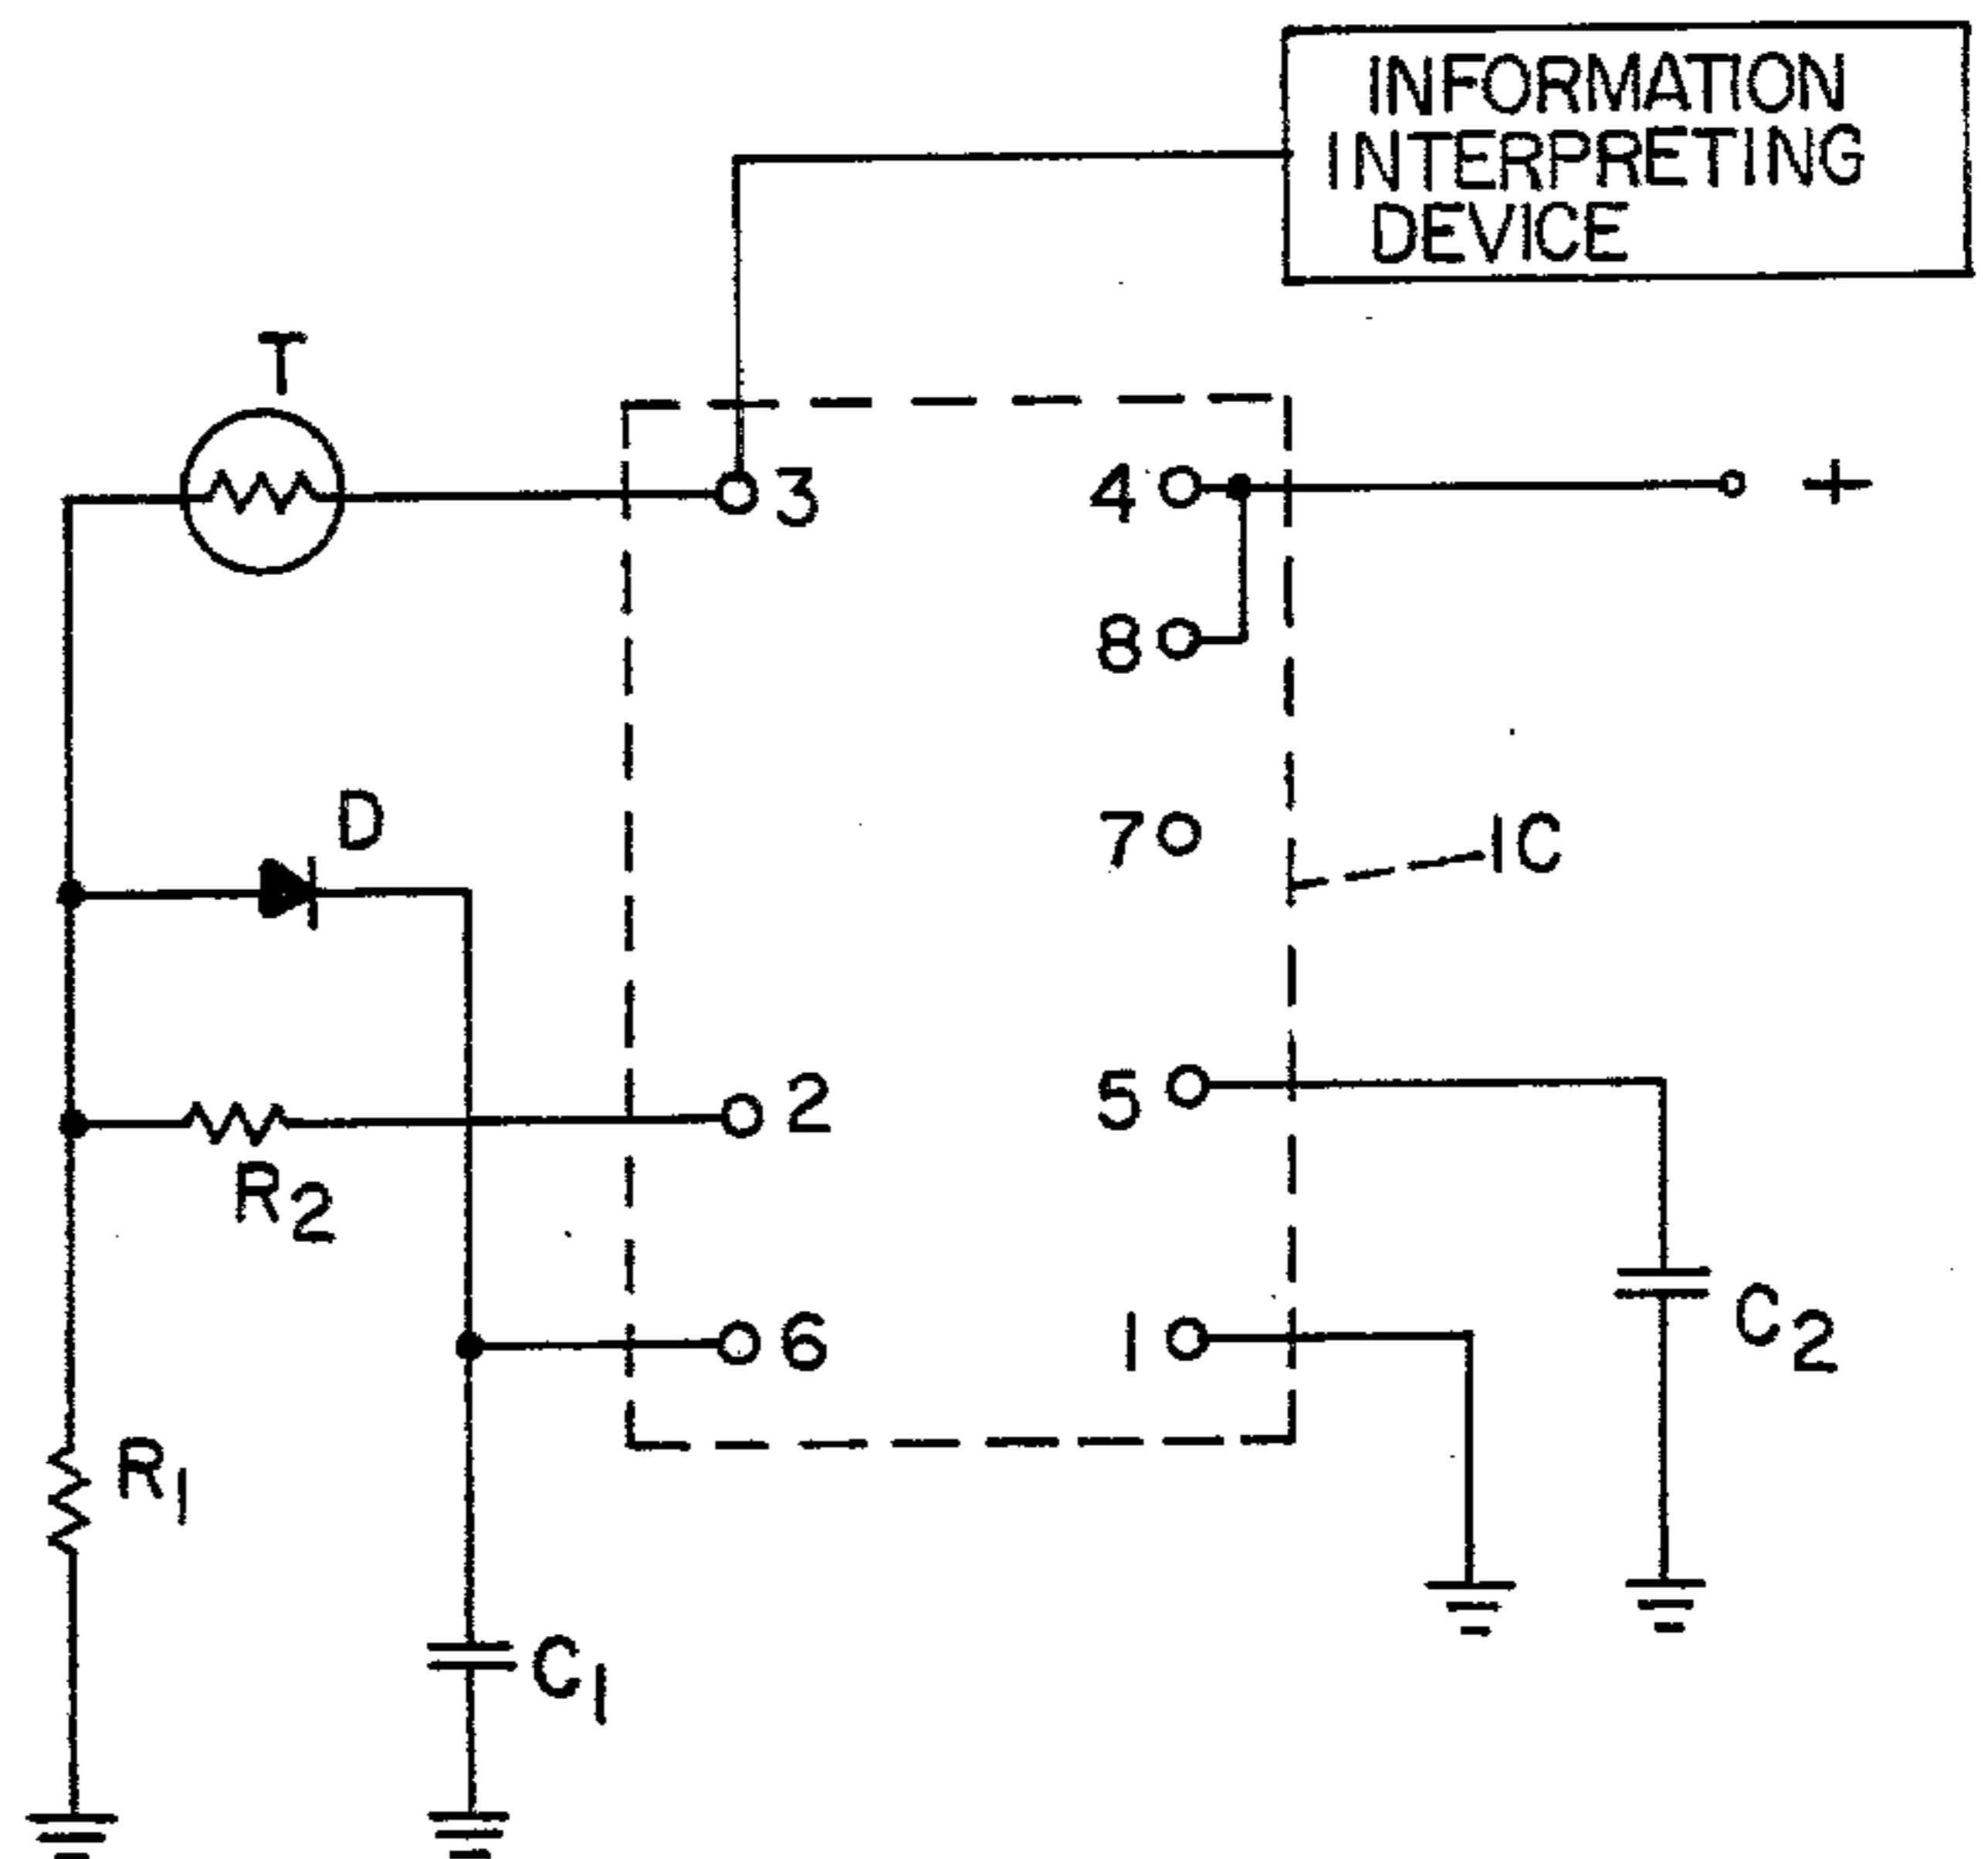 INFORMATION
INTERPRETING
DEVICE
T
3
4
+
8
D
7
IC
2
5
R2
6
1
C2
R1
C1